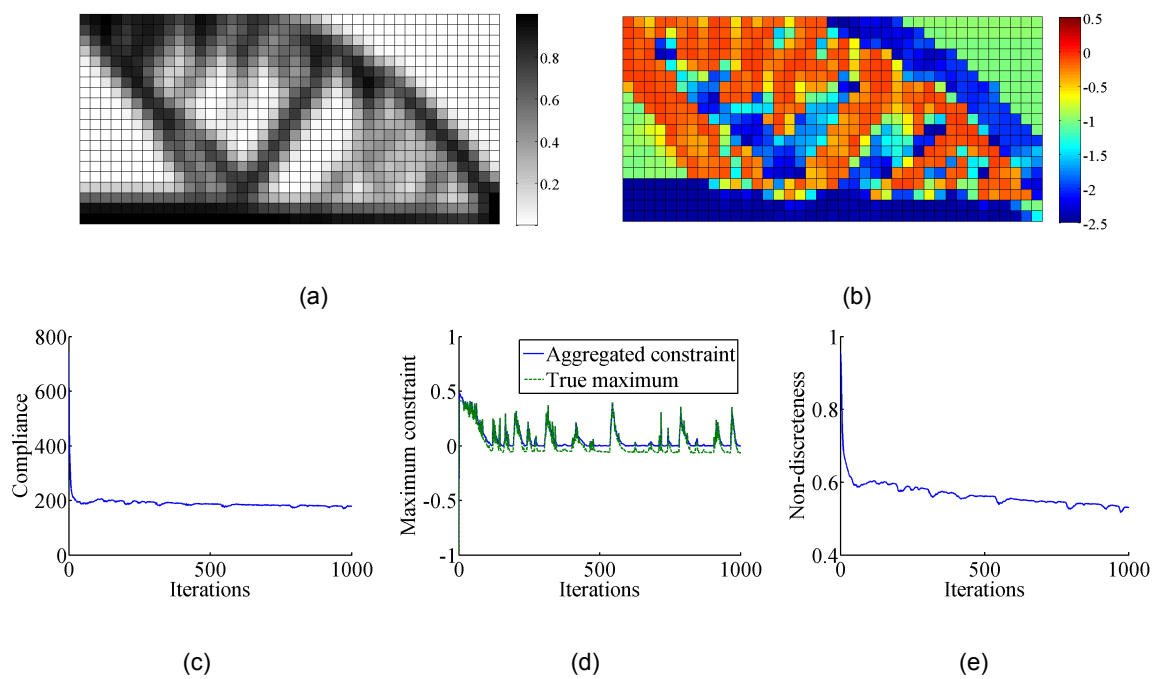 0.8
0.6
0.4
0.2
0.5
0
-0.5
-1
-1.5
-2
-2.5
(a)
(b)
800
600
400
200
0
0
500
1000
Compliance
Iterations
1
0.5
0
-0.5
-1
0
500
1000
Maximum constraint
Iterations
Aggregated constraint
True maximum
1
0.8
0.6
0.4
0
500
1000
Non-discreteness
Iterations
(c)
(d)
(e)